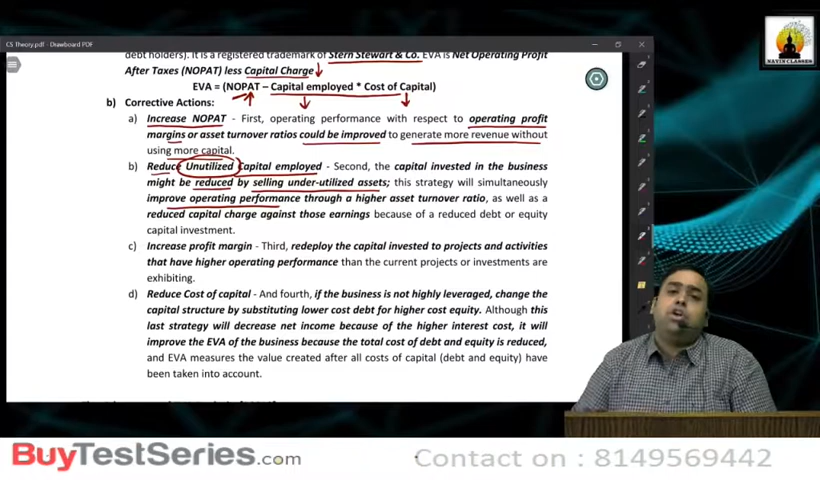 CS Theory.pdf - Drawboard PDF
debt holders). It is a registered trademark of Stern Stewart & Co. EVA is Net Operating Profit
After Taxes (NOPAT) less Capital Charge
EVA = (NOPAT – Capital employed * Cost of Capital)
b) Corrective Actions:
a) Increase NOPAT - First, operating performance with respect to operating profit
margins or asset turnover ratios could be improved to generate more revenue without
using more capital.
b) Reduce Unutilized Capital employed - Second, the capital invested in the business
might be reduced by selling under-utilized assets; this strategy will simultaneously
improve operating performance through a higher asset turnover ratio, as well as a
reduced capital charge against those earnings because of a reduced debt or equity
capital investment.
c) Increase profit margin - Third, redeploy the capital invested to projects and activities
that have higher operating performance than the current projects or investments are
exhibiting.
d) Reduce Cost of capital - And fourth, if the business is not highly leveraged, change the
capital structure by substituting lower cost debt for higher cost equity. Although this
last strategy will decrease net income because of the higher interest cost, it will
improve the EVA of the business because the total cost of debt and equity is reduced,
and EVA measures the value created after all costs of capital (debt and equity) have
been taken into account.
NAVIN CLASSES
BuyTestSeries.com
Contact on : 8149569442